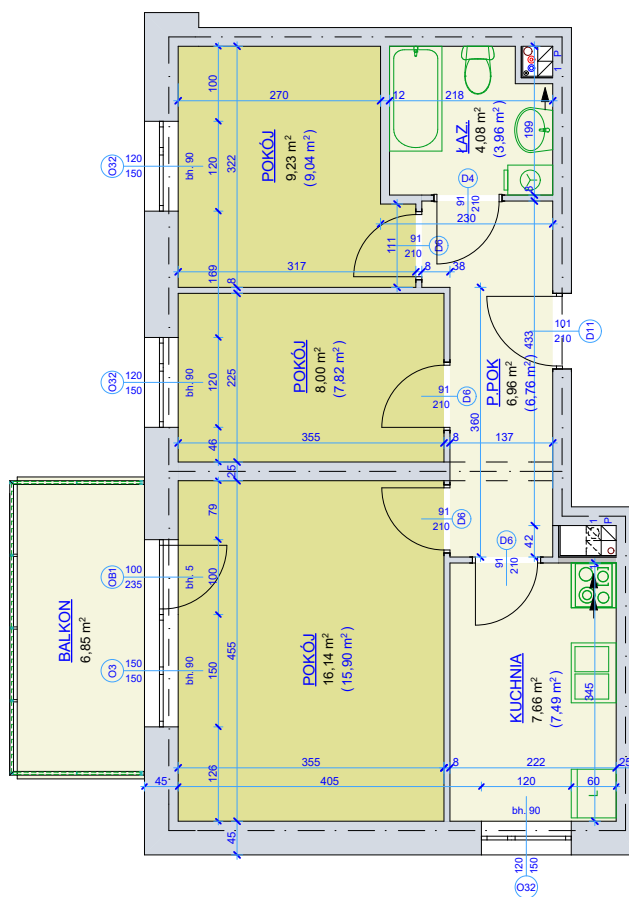 270
12
218
100
POKÓJ
9,23 m²
(9,04 m²)
ŁAZ.
4,08 m²
(3,96 m²)
199
1
P
O32
120
150
bh. 90
120
322
D4
91
210
8
230
111
D6
91
210
169
317
8
38
8
POKÓJ
8,00 m²
(7,82 m²)
O32
120
150
bh. 90
120
225
P.POK
6,96 m²
(6,76 m²)
433
101
210
D11
91
210
D6
360
46
355
8
137
25
79
91
210
D6
D6
91
210
42
1
P
BALKON
6,85 m²
OB1
100
235
bh. 5
100
O3
150
150
bh. 90
150
455
POKÓJ
16,14 m²
(15,90 m²)
KUCHNIA
7,66 m²
(7,49 m²)
1
345
126
355
8
222
25
45
405
120
60
L
bh. 90
45
120
150
O32